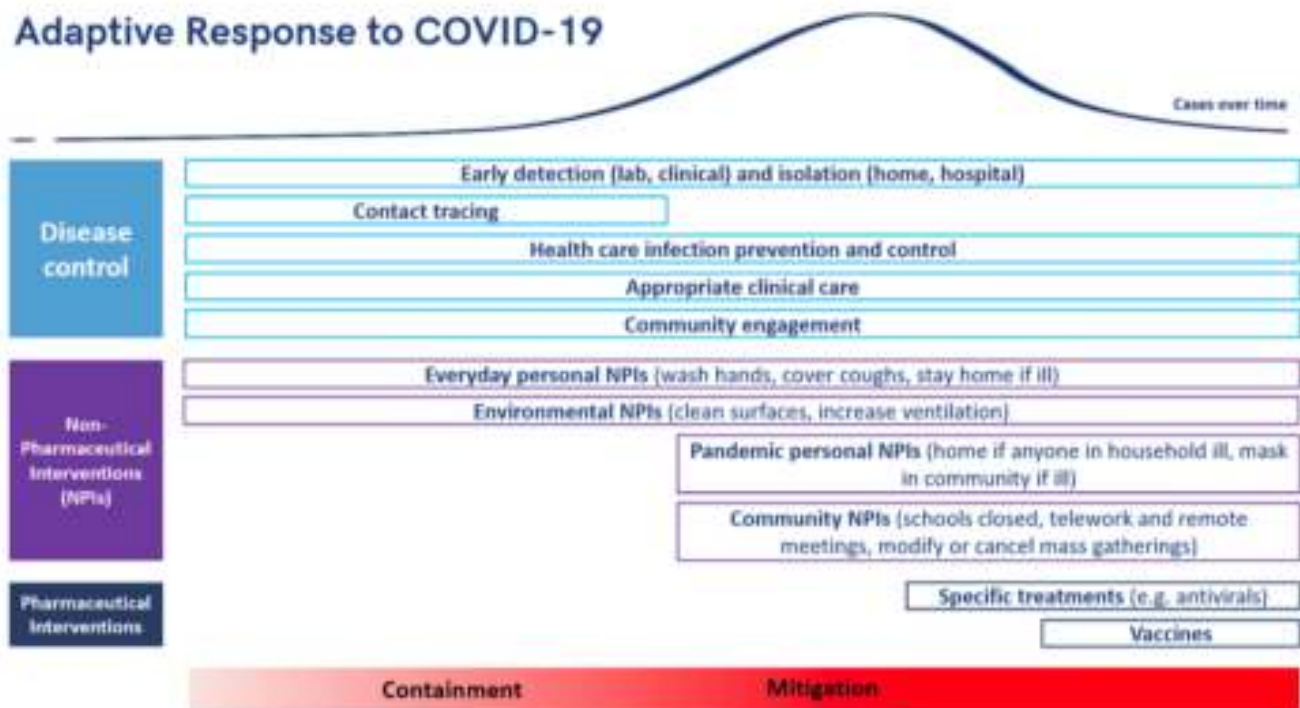 Adaptive Response to COVID-19
Cases over time
Disease
control
Early detection (lab, clinical) and isolation (home, hospital)
Contact tracing
Health care infection prevention and control
Appropriate clinical care
Community engagement
Non-
Pharmaceutical
Interventions
(NPIs)
Everyday personal NPIs (wash hands, cover coughs, stay home if ill)
Environmental NPIs (clean surfaces, increase ventilation)
Pandemic personal NPIs (home if anyone in household ill, mask
in community if ill)
Community NPIs (schools closed, telework and remote
meetings, modify or cancel mass gatherings)
Pharmaceutical
Interventions
Specific treatments (e.g. antivirals)
Vaccines
Containment
Mitigation